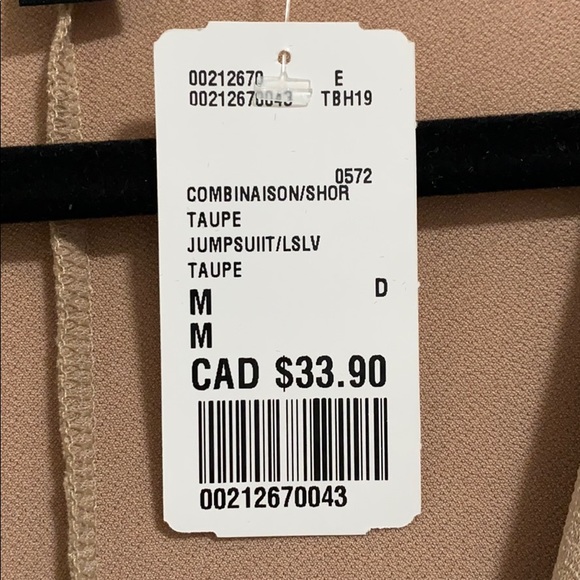 00212670 E
00212670043 TBH19
0572
COMBINAISON/SHOR
TAUPE
JUMPSUIIT/LSLV
TAUPE
M D
M
CAD $33.90
00212670043